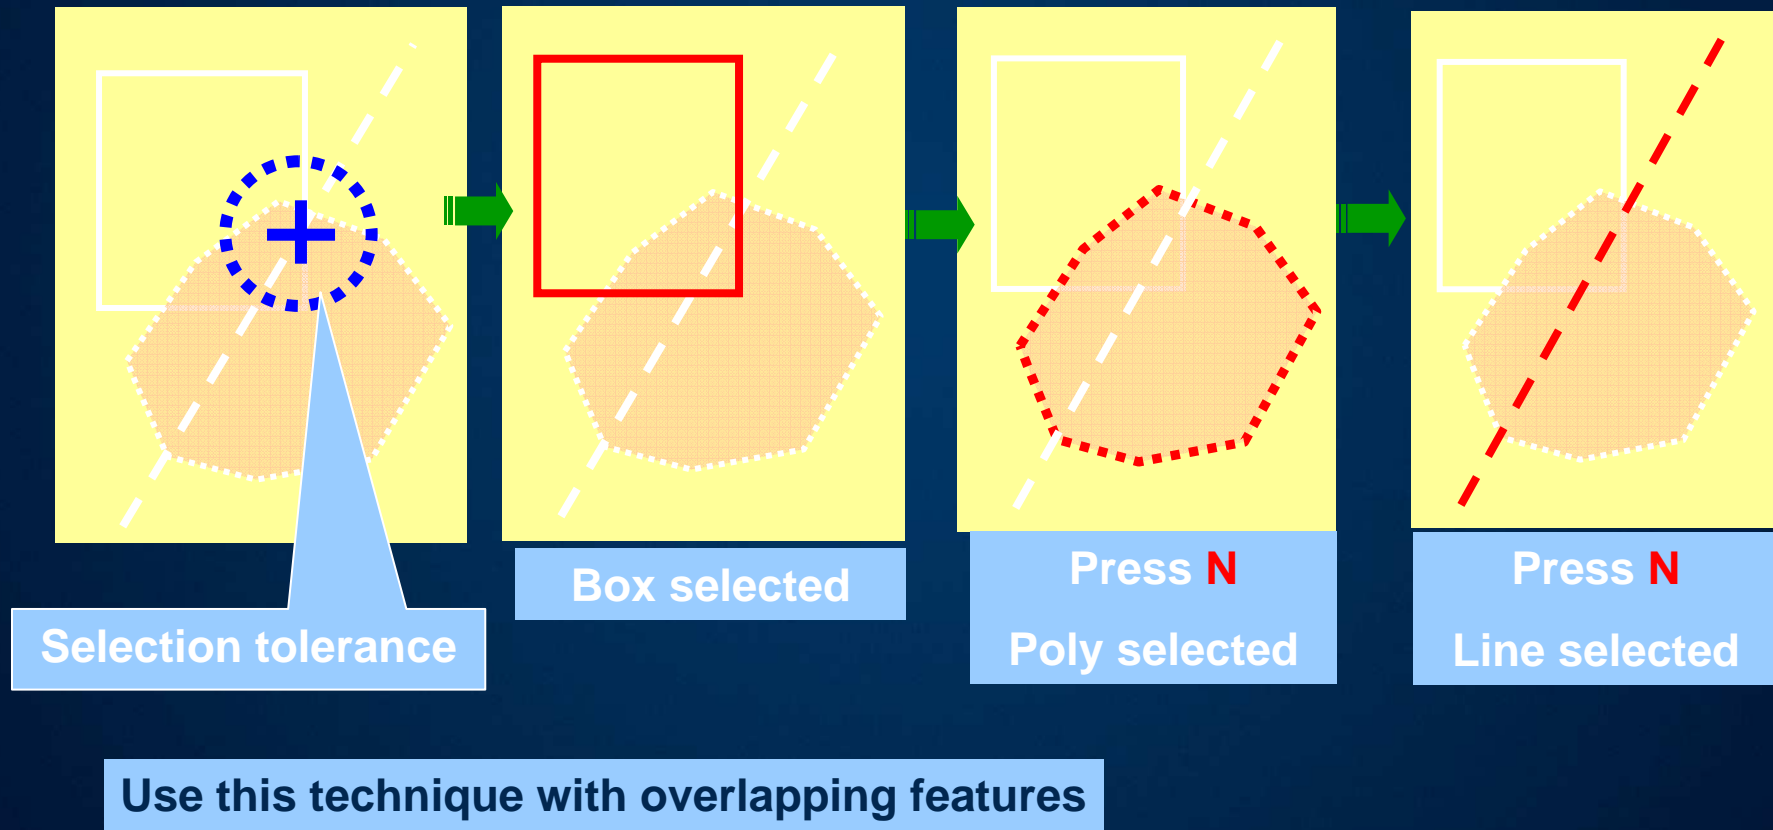 Selection tolerance
Box selected
Press N
Poly selected
Press N
Line selected
Use this technique with overlapping features